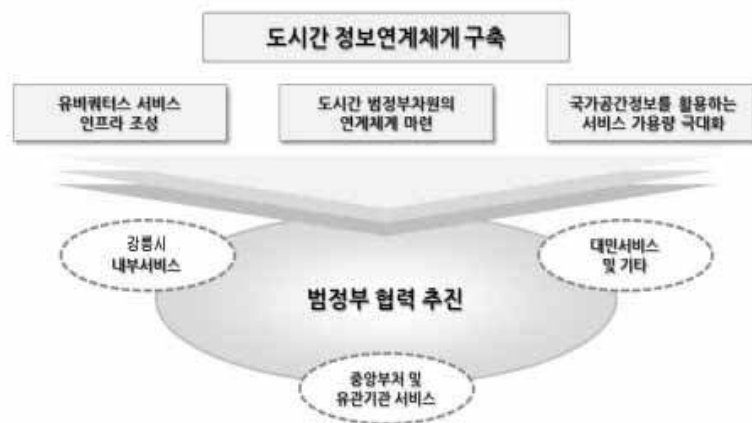 도시간 정보연계체게 구축
유비쿼터스 서비스
인프라 조성
도시간 범정부차원의
연계체계 마련
국가공간정보를 활용하는
서비스 가용량 극대화
강릉시
내부서비스
대민서비스
및 기타
범정부 협력 추진
중앙부처 및
유관기관 서비스